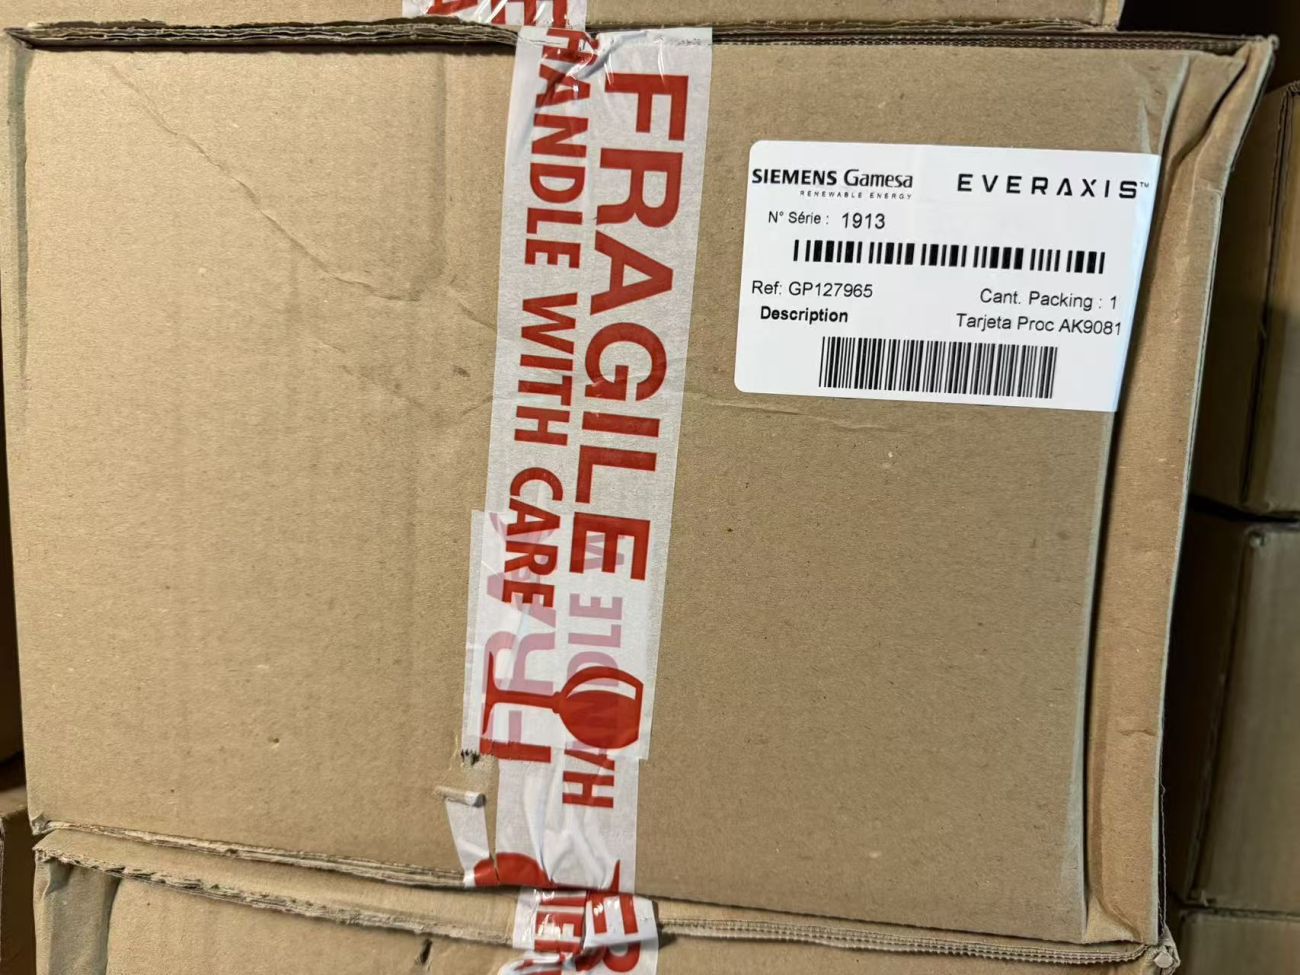 FRAGILE
HANDLE WITH CARE
SIEMENS Gamesa
RENEWABLE ENERGY
EVERAXIS™
N° Série : 1913
Ref: GP127965
Cant. Packing : 1
Description
Tarjeta Proc AK9081